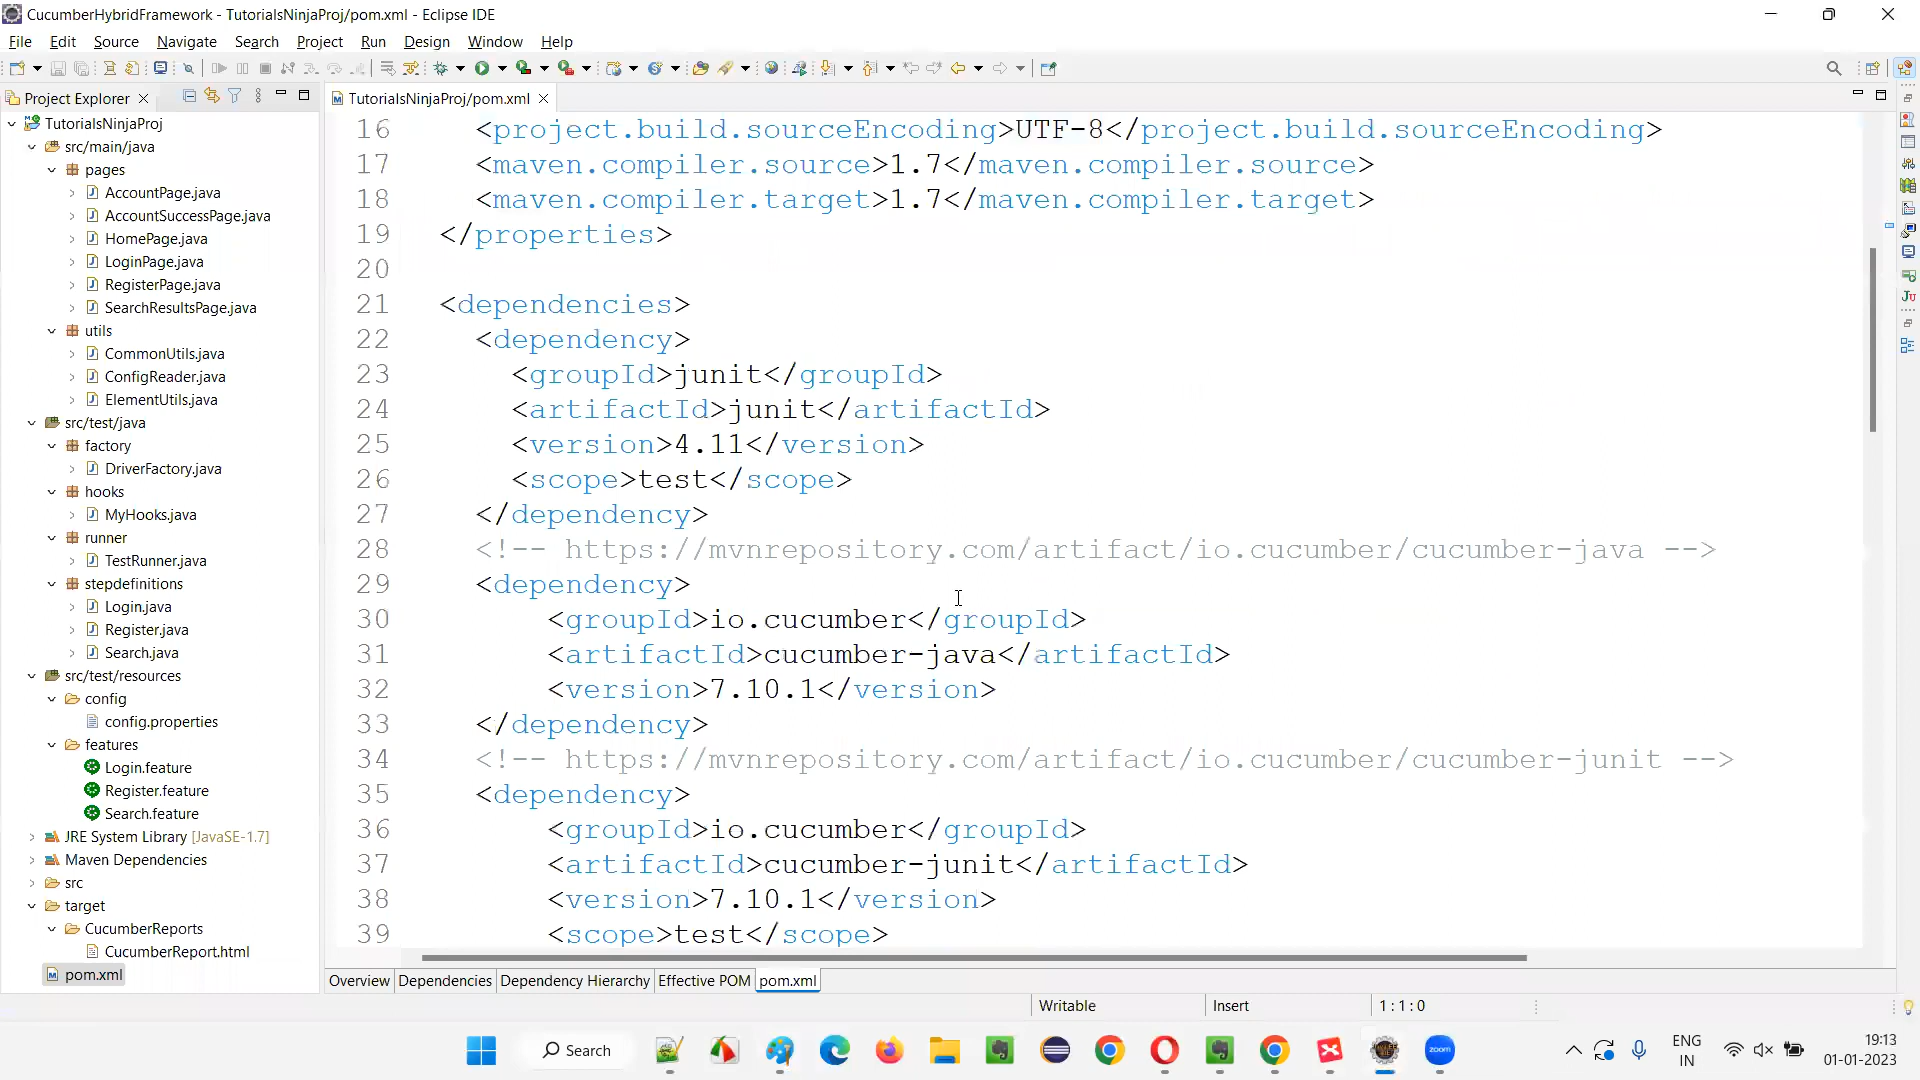 CucumberHybridFramework - TutorialsNinjaProj/pom.xml - Eclipse IDE
File Edit Source Navigate Search Project Run Design Window Help
Project Explorer
TutorialsNinjaProj
src/main/java
pages
AccountPage.java
AccountSuccessPage.java
HomePage.java
LoginPage.java
RegisterPage.java
SearchResultsPage.java
utils
CommonUtils.java
ConfigReader.java
ElementUtils.java
src/test/java
factory
DriverFactory.java
hooks
MyHooks.java
runner
TestRunner.java
stepdefinitions
Login.java
Register.java
Search.java
src/test/resources
config
config.properties
features
Login.feature
Register.feature
Search.feature
JRE System Library [JavaSE-1.7]
Maven Dependencies
src
target
CucumberReports
CucumberReport.html
pom.xml
TutorialsNinjaProj/pom.xml
16 <project.build.sourceEncoding>UTF-8</project.build.sourceEncoding>
17 <maven.compiler.source>1.7</maven.compiler.source>
18 <maven.compiler.target>1.7</maven.compiler.target>
19 </properties>
20
21 <dependencies>
22 <dependency>
23 <groupId>junit</groupId>
24 <artifactId>junit</artifactId>
25 <version>4.11</version>
26 <scope>test</scope>
27 </dependency>
28 <!-- https://mvnrepository.com/artifact/io.cucumber/cucumber-java -->
29 <dependency>
30 <groupId>io.cucumber</groupId>
31 <artifactId>cucumber-java</artifactId>
32 <version>7.10.1</version>
33 </dependency>
34 <!-- https://mvnrepository.com/artifact/io.cucumber/cucumber-junit -->
35 <dependency>
36 <groupId>io.cucumber</groupId>
37 <artifactId>cucumber-junit</artifactId>
38 <version>7.10.1</version>
39 <scope>test</scope>
Overview Dependencies Dependency Hierarchy Effective POM pom.xml
Writable Insert 1 : 1 : 0
Search
zoom
ENG
IN
19:13
01-01-2023